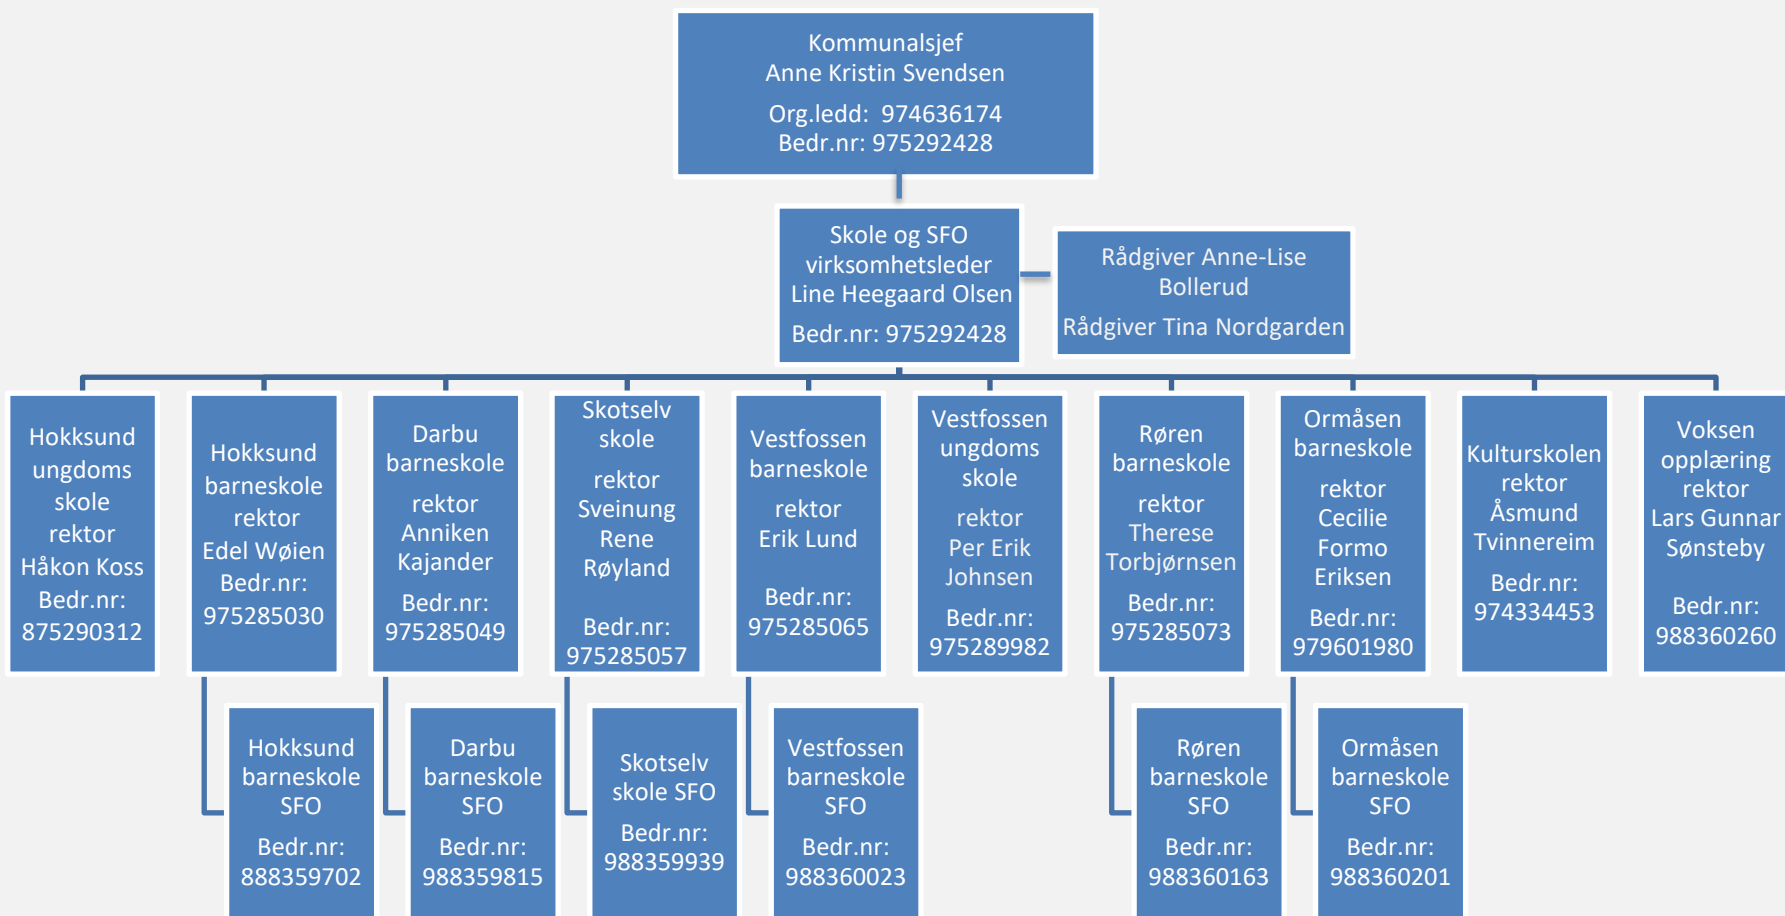 Kommunalsjef
Anne Kristin Svendsen
Org.ledd:  974636174
Bedr.nr: 975292428
Skole og SFO
virksomhetsleder
Line Heegaard Olsen
Bedr.nr: 975292428
Rådgiver Anne-Lise
Bollerud
Rådgiver Tina Nordgarden
Hokksund
ungdoms
skole
rektor
Håkon Koss
Bedr.nr:
875290312
Hokksund
barneskole
rektor
Edel Wøien
Bedr.nr:
975285030
Darbu
barneskole
rektor
Anniken
Kajander
Bedr.nr:
975285049
Skotselv
skole
rektor
Sveinung
Rene
Røyland
Bedr.nr:
975285057
Vestfossen
barneskole
rektor
Erik Lund
Bedr.nr:
975285065
Vestfossen
ungdoms
skole
rektor
Per Erik
Johnsen
Bedr.nr:
975289982
Røren
barneskole
rektor
Therese
Torbjørnsen
Bedr.nr:
975285073
Ormåsen
barneskole
rektor
Cecilie
Formo
Eriksen
Bedr.nr:
979601980
Kulturskolen
rektor
Åsmund
Tvinnereim
Bedr.nr:
974334453
Voksen
opplæring
rektor
Lars Gunnar
Sønsteby
Bedr.nr:
988360260
Hokksund
barneskole
SFO
Bedr.nr:
888359702
Darbu
barneskole
SFO
Bedr.nr:
988359815
Skotselv
skole SFO
Bedr.nr:
988359939
Vestfossen
barneskole
SFO
Bedr.nr:
988360023
Røren
barneskole
SFO
Bedr.nr:
988360163
Ormåsen
barneskole
SFO
Bedr.nr:
988360201